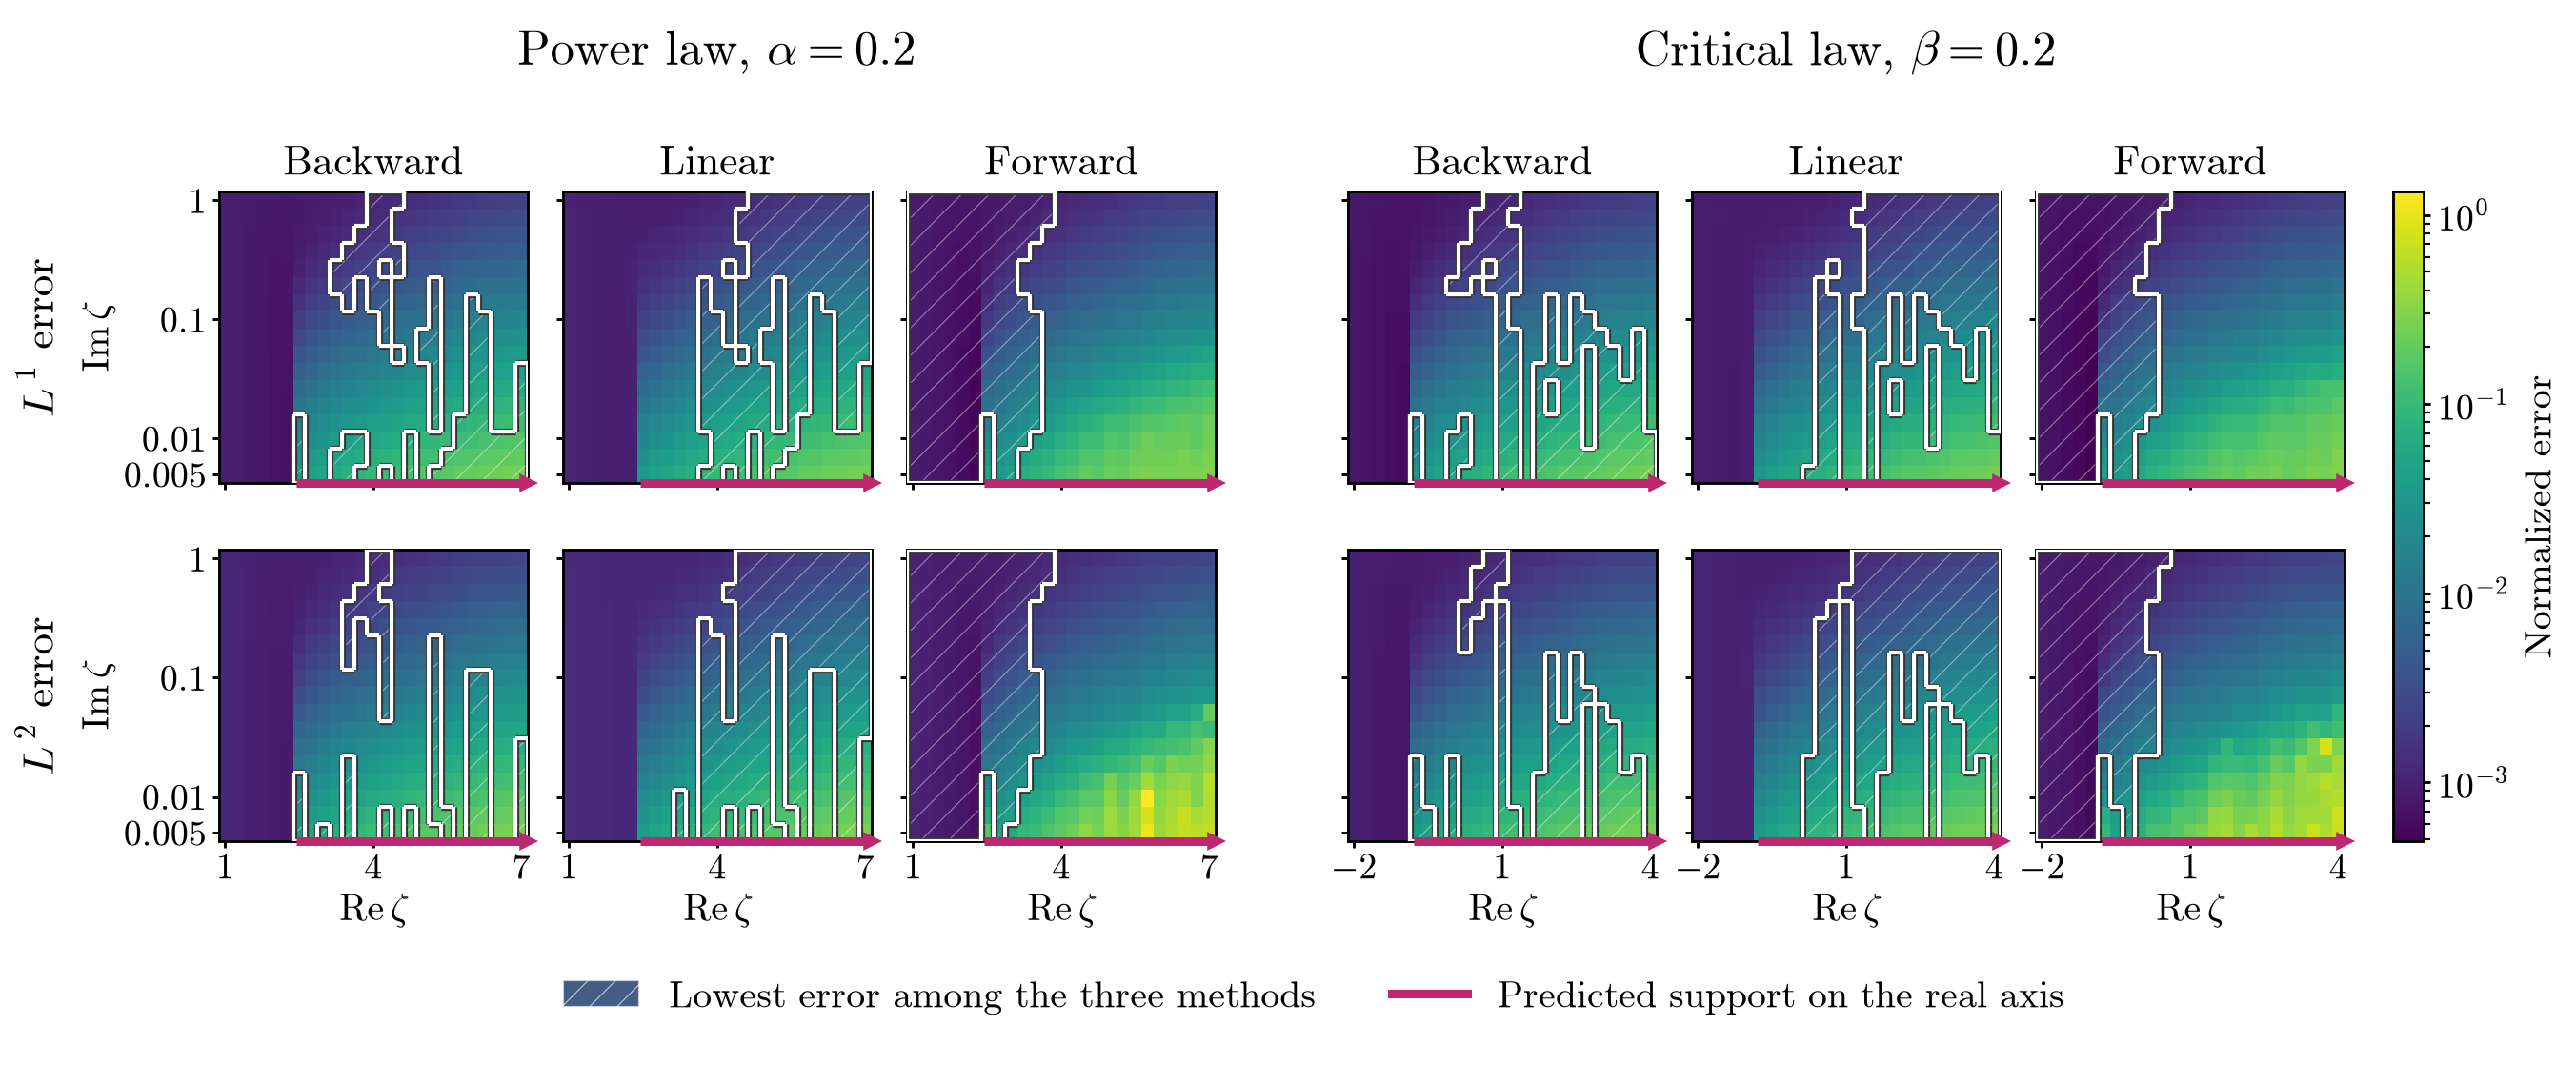 Power law, α = 0.2
Critical law, β = 0.2
Backward
Linear
Forward
Backward
Linear
Forward
L¹ error
Im ζ
1
0.1
0.01
0.005
L² error
Im ζ
1
0.1
0.01
0.005
1
4
7
1
4
7
1
4
7
−2
1
4
−2
1
4
−2
1
4
Re ζ
Re ζ
Re ζ
Re ζ
Re ζ
Re ζ
10⁰
10⁻¹
10⁻²
10⁻³
Normalized error
Lowest error among the three methods
Predicted support on the real axis